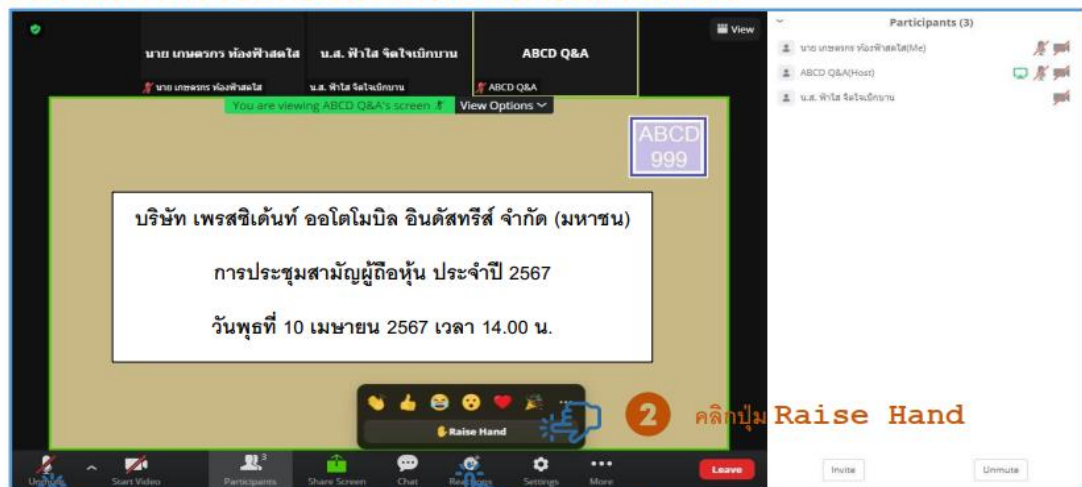 View
นาย เกษตรกร ท้องฟ้าสดใส
น.ส. ฟ้าใส จิตใจเบิกบาน
ABCD Q&A
นาย เกษตรกร ท้องฟ้าสดใส
น.ส. ฟ้าใส จิตใจเบิกบาน
ABCD Q&A
You are viewing ABCD Q&A's screen
View Options
ABCD
999
บริษัท เพรสซิเด้นท์ ออโตโมบิล อินดัสทรีส์ จำกัด (มหาชน)
การประชุมสามัญผู้ถือหุ้น ประจำปี 2567
วันพุธที่ 10 เมษายน 2567 เวลา 14.00 น.
Raise Hand
2 คลิกปุ่ม Raise Hand
Start Video
Participants
3
Share Screen
Chat
Reactions
Settings
More
Leave
Participants (3)
นาย เกษตรกร ท้องฟ้าสดใส(Me)
ABCD Q&A(Host)
น.ส. ฟ้าใส จิตใจเบิกบาน
Invite
Unmute